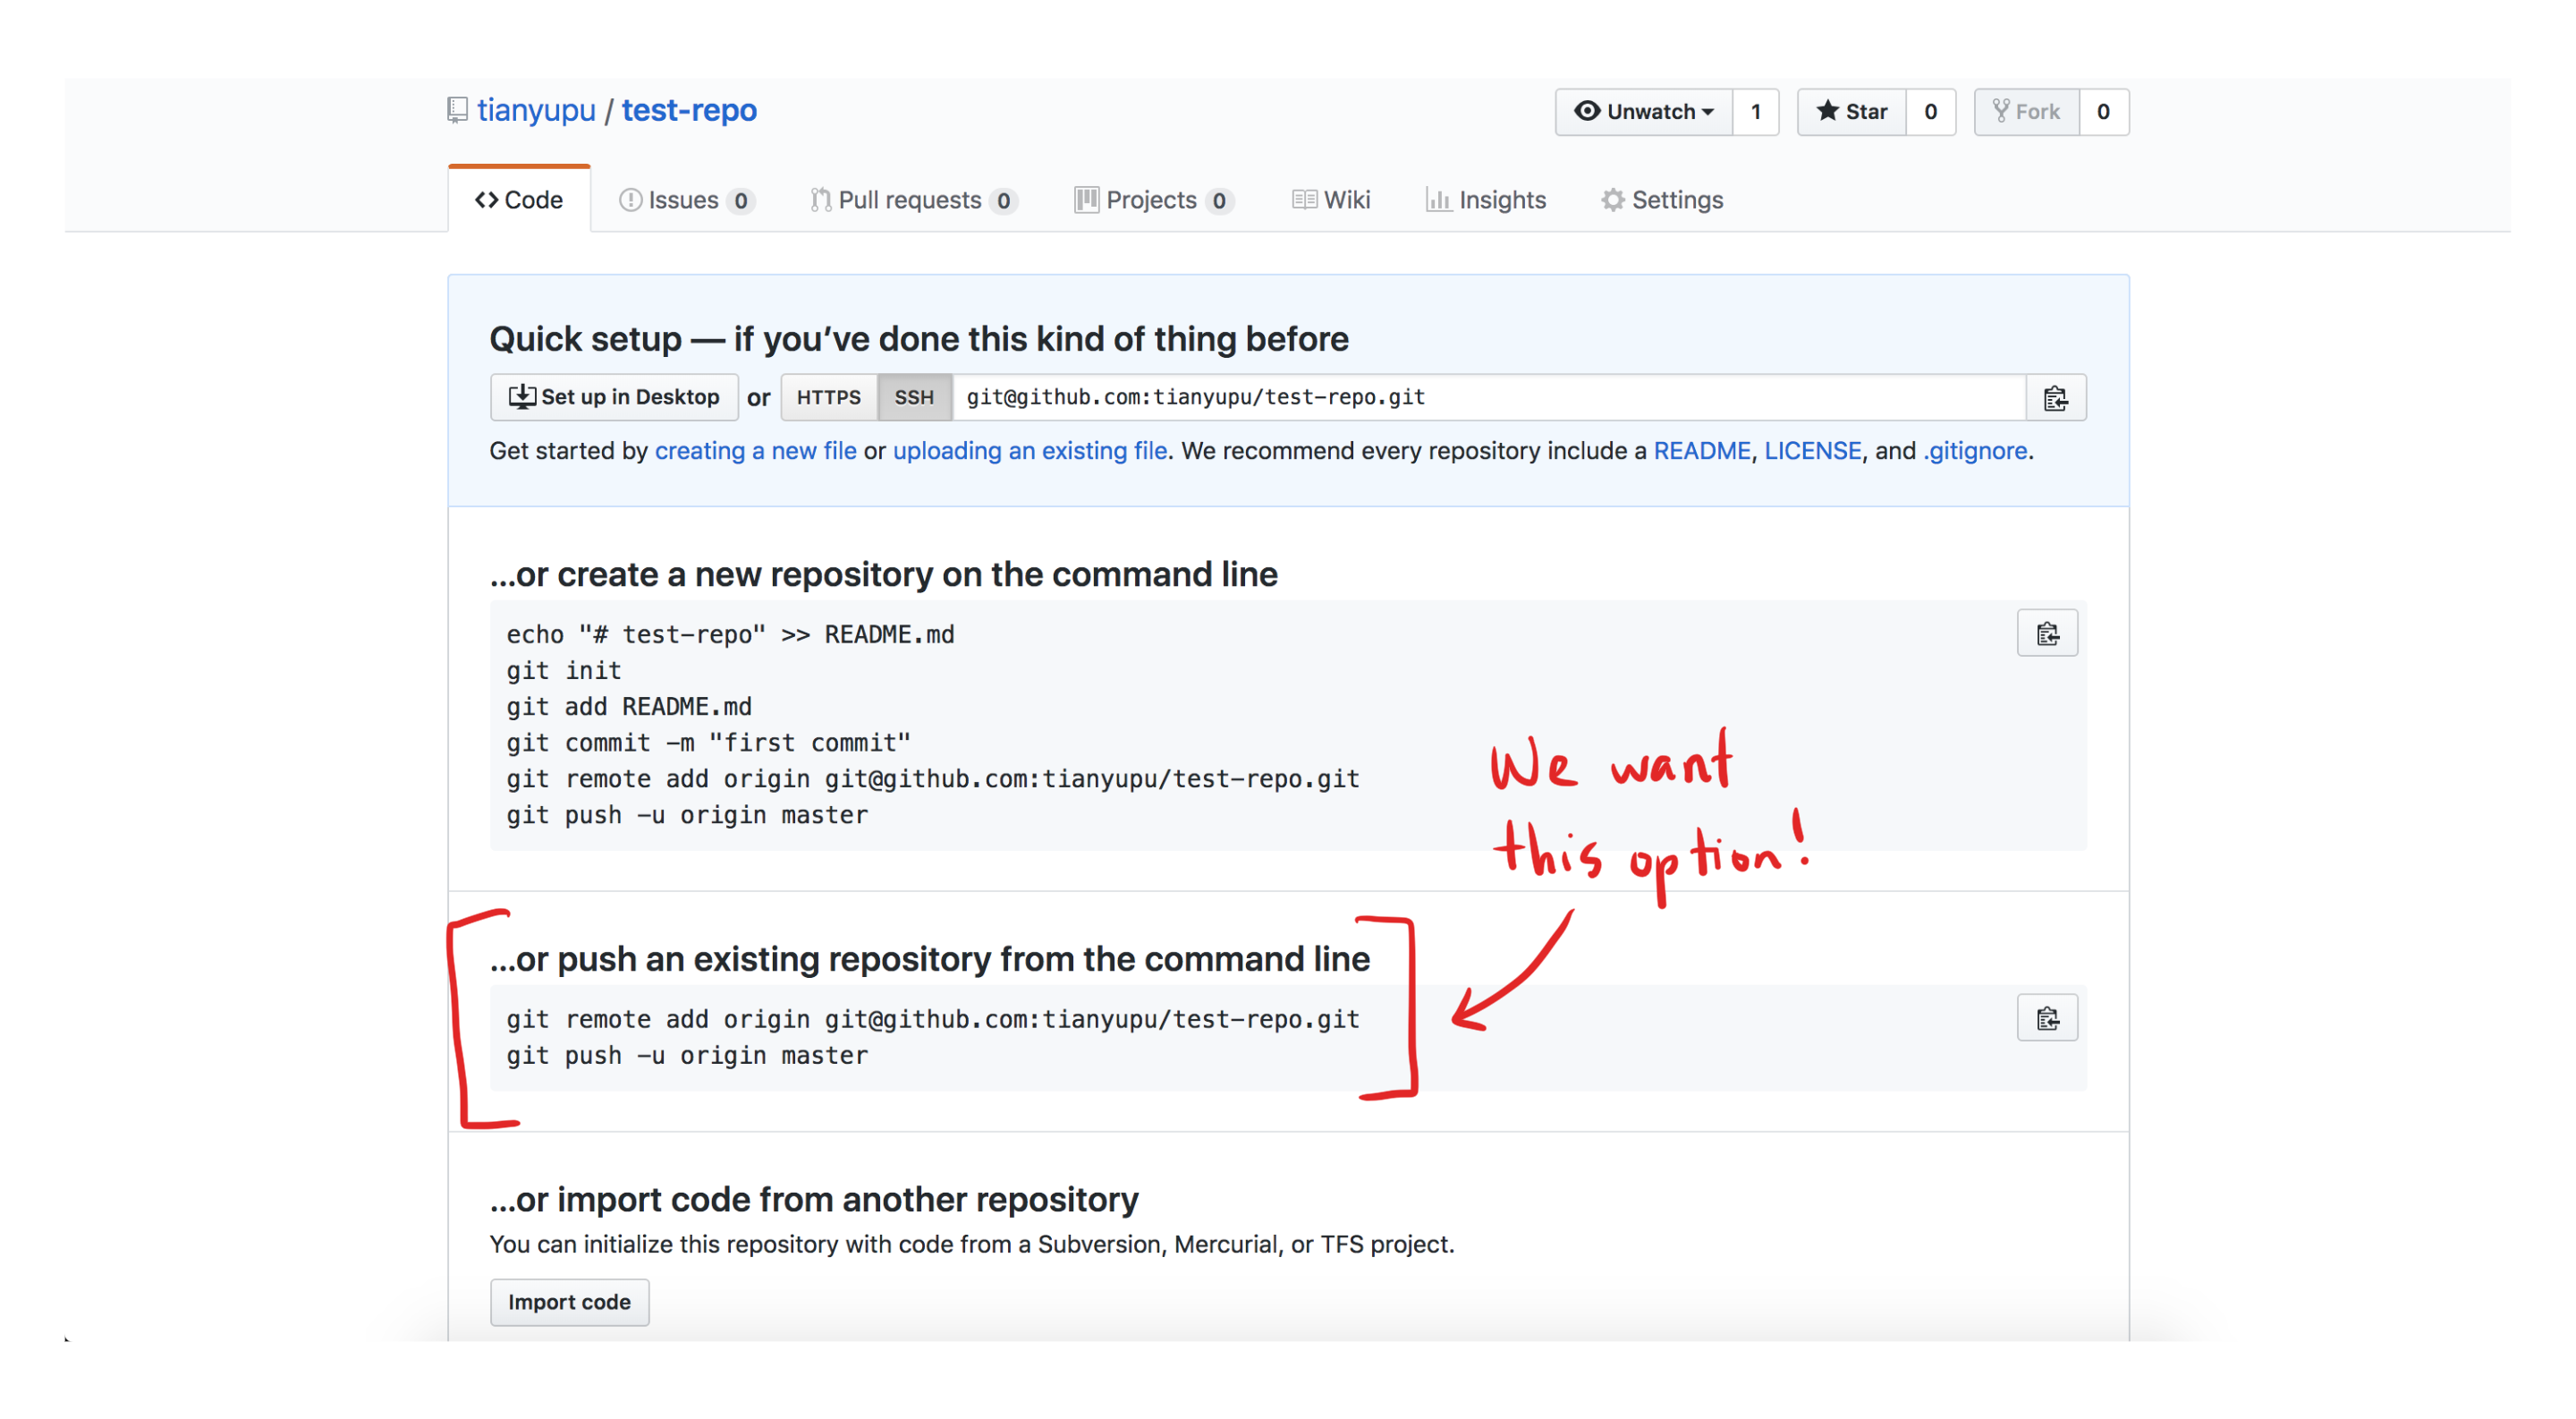 tianyupu / test-repo
Unwatch 1 Star 0 Fork 0
Code Issues 0 Pull requests 0 Projects 0 Wiki Insights Settings
Quick setup — if you’ve done this kind of thing before
Set up in Desktop or HTTPS SSH git@github.com:tianyupu/test-repo.git
Get started by creating a new file or uploading an existing file. We recommend every repository include a README, LICENSE, and .gitignore.
…or create a new repository on the command line
echo "# test-repo" >> README.md
git init
git add README.md
git commit -m "first commit"
git remote add origin git@github.com:tianyupu/test-repo.git
git push -u origin master
We want
this option!
…or push an existing repository from the command line
git remote add origin git@github.com:tianyupu/test-repo.git
git push -u origin master
…or import code from another repository
You can initialize this repository with code from a Subversion, Mercurial, or TFS project.
Import code